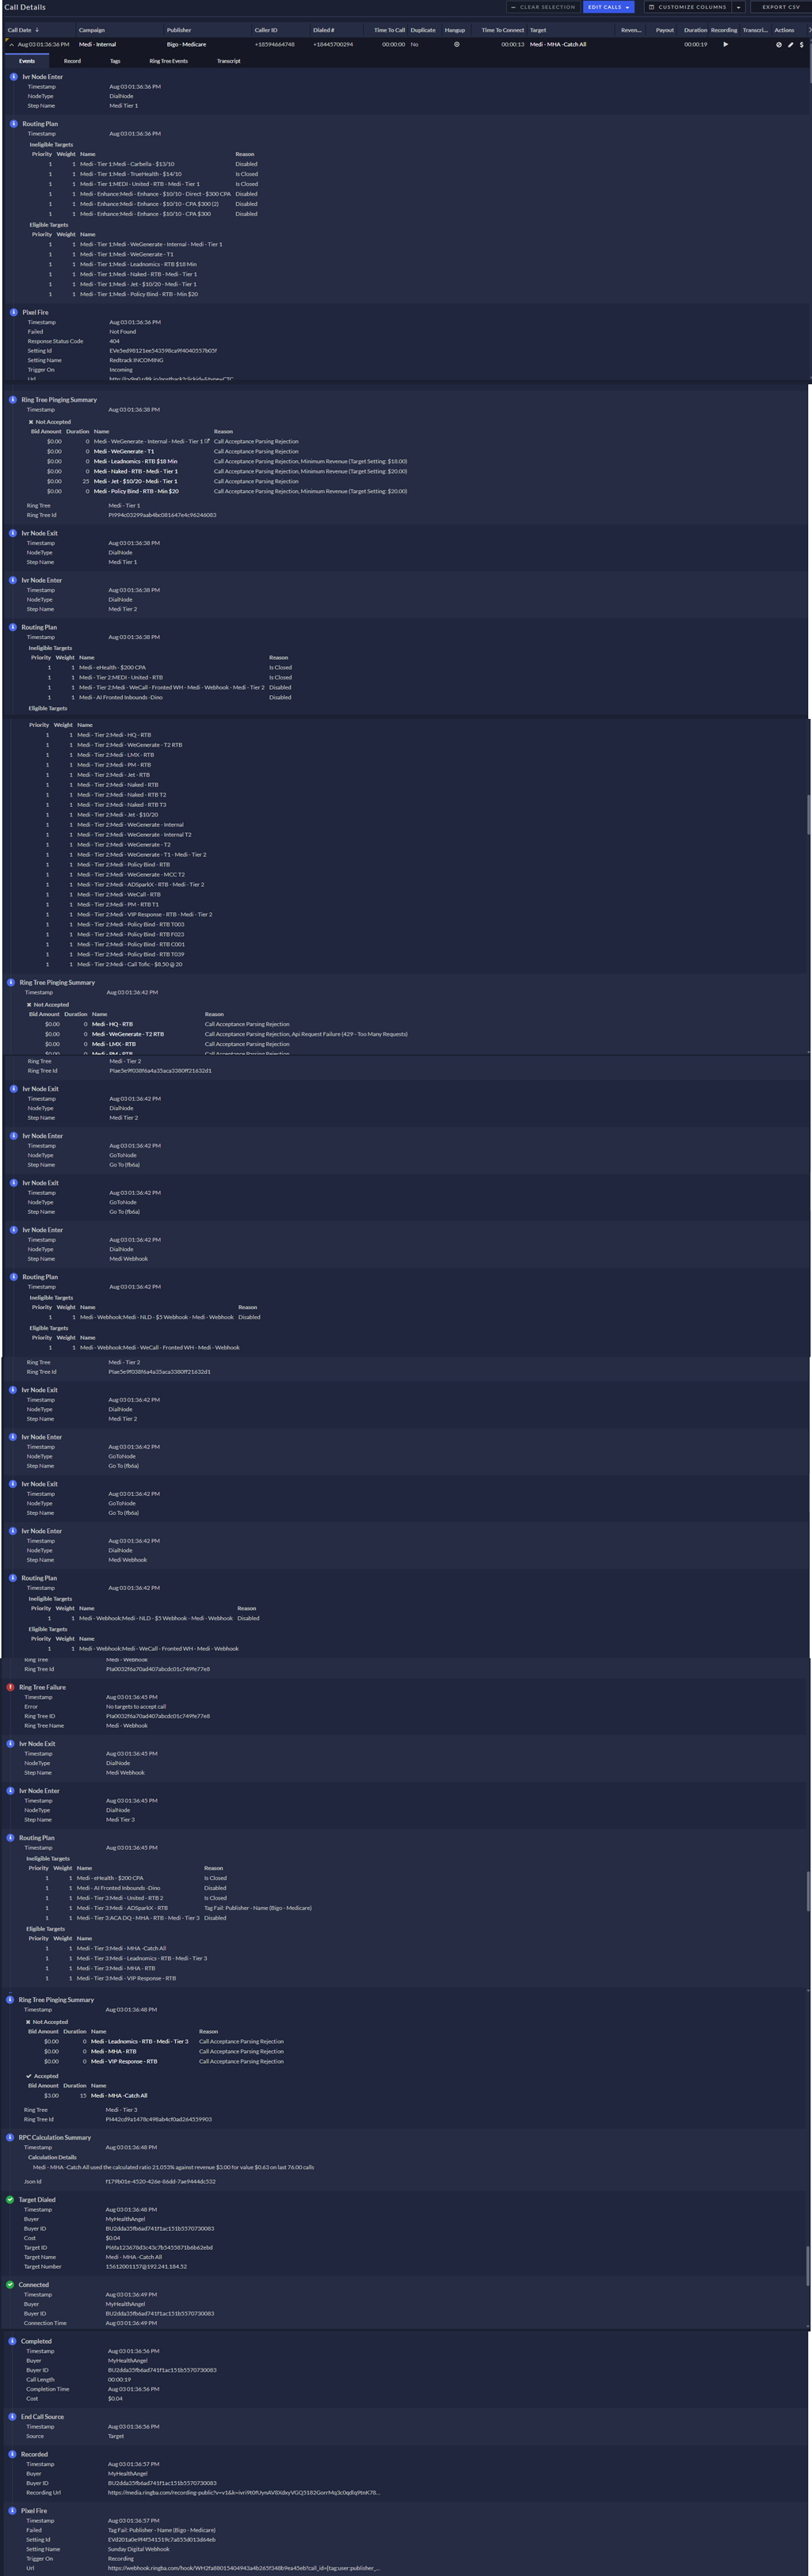 Call Details
CLEAR SELECTION EDIT CALLS CUSTOMIZE COLUMNS EXPORT CSV
Call Date Campaign Publisher Caller ID Dialed # Time To Call Duplicate Hangup Time To Connect Target Reven... Payout Duration Recording Transcri... Actions
Aug 03 01:36:36 PM Medi - Internal Bigo - Medicare +18594664748 +18445700294 00:00:00 No 00:00:13 Medi - MHA -Catch All 00:00:19
Events Record Tags Ring Tree Events Transcript
Ivr Node Enter
Timestamp Aug 03 01:36:36 PM
NodeType DialNode
Step Name Medi Tier 1
Routing Plan
Timestamp Aug 03 01:36:36 PM
Ineligible Targets
Priority Weight Name Reason
1 1 Medi - Tier 1:Medi - Carbella - $13/10 Disabled
1 1 Medi - Tier 1:Medi - TrueHealth - $14/10 Is Closed
1 1 Medi - Tier 1:MEDI - United - RTB - Medi - Tier 1 Is Closed
1 1 Medi - Enhance:Medi - Enhance - $10/10 - Direct - $300 CPA Disabled
1 1 Medi - Enhance:Medi - Enhance - $10/10 - CPA $300 (2) Disabled
1 1 Medi - Enhance:Medi - Enhance - $10/10 - CPA $300 Disabled
Eligible Targets
Priority Weight Name
1 1 Medi - Tier 1:Medi - WeGenerate - Internal - Medi - Tier 1
1 1 Medi - Tier 1:Medi - WeGenerate - T1
1 1 Medi - Tier 1:Medi - Leadnomics - RTB $18 Min
1 1 Medi - Tier 1:Medi - Naked - RTB - Medi - Tier 1
1 1 Medi - Tier 1:Medi - Jet - $10/20 - Medi - Tier 1
1 1 Medi - Tier 1:Medi - Policy Bind - RTB - Min $20
Pixel Fire
Timestamp Aug 03 01:36:36 PM
Failed Not Found
Response Status Code 404
Setting Id EVe5ed98121ee543598ca9f4040557b05f
Setting Name Redtrack INCOMING
Trigger On Incoming
Ring Tree Pinging Summary
Timestamp Aug 03 01:36:38 PM
Not Accepted
Bid Amount Duration Name Reason
$0.00 0 Medi - WeGenerate - Internal - Medi - Tier 1 Call Acceptance Parsing Rejection
$0.00 0 Medi - WeGenerate - T1 Call Acceptance Parsing Rejection
$0.00 0 Medi - Leadnomics - RTB $18 Min Call Acceptance Parsing Rejection, Minimum Revenue (Target Setting: $18.00)
$0.00 0 Medi - Naked - RTB - Medi - Tier 1 Call Acceptance Parsing Rejection, Minimum Revenue (Target Setting: $20.00)
$0.00 25 Medi - Jet - $10/20 - Medi - Tier 1 Call Acceptance Parsing Rejection
$0.00 0 Medi - Policy Bind - RTB - Min $20 Call Acceptance Parsing Rejection, Minimum Revenue (Target Setting: $20.00)
Ring Tree Medi - Tier 1
Ring Tree Id PI994c03299aab4bc081647e4c96246083
Ivr Node Exit
Timestamp Aug 03 01:36:38 PM
NodeType DialNode
Step Name Medi Tier 1
Ivr Node Enter
Timestamp Aug 03 01:36:38 PM
NodeType DialNode
Step Name Medi Tier 2
Routing Plan
Timestamp Aug 03 01:36:38 PM
Ineligible Targets
Priority Weight Name Reason
1 1 Medi - eHealth - $200 CPA Is Closed
1 1 Medi - Tier 2:MEDI - United - RTB Is Closed
1 1 Medi - Tier 2:Medi - WeCall - Fronted WH - Medi - Webhook - Medi - Tier 2 Disabled
1 1 Medi - AI Fronted Inbounds -Dino Disabled
Eligible Targets
Priority Weight Name
1 1 Medi - Tier 2:Medi - HQ - RTB
1 1 Medi - Tier 2:Medi - WeGenerate - T2 RTB
1 1 Medi - Tier 2:Medi - LMX - RTB
1 1 Medi - Tier 2:Medi - PM - RTB
1 1 Medi - Tier 2:Medi - Jet - RTB
1 1 Medi - Tier 2:Medi - Naked - RTB
1 1 Medi - Tier 2:Medi - Naked - RTB T2
1 1 Medi - Tier 2:Medi - Naked - RTB T3
1 1 Medi - Tier 2:Medi - Jet - $10/20
1 1 Medi - Tier 2:Medi - WeGenerate - Internal
1 1 Medi - Tier 2:Medi - WeGenerate - Internal T2
1 1 Medi - Tier 2:Medi - WeGenerate - T2
1 1 Medi - Tier 2:Medi - WeGenerate - T1 - Medi - Tier 2
1 1 Medi - Tier 2:Medi - Policy Bind - RTB
1 1 Medi - Tier 2:Medi - WeGenerate - MCC T2
1 1 Medi - Tier 2:Medi - ADSparkX - RTB - Medi - Tier 2
1 1 Medi - Tier 2:Medi - WeCall - RTB
1 1 Medi - Tier 2:Medi - PM - RTB T1
1 1 Medi - Tier 2:Medi - VIP Response - RTB - Medi - Tier 2
1 1 Medi - Tier 2:Medi - Policy Bind - RTB T003
1 1 Medi - Tier 2:Medi - Policy Bind - RTB F023
1 1 Medi - Tier 2:Medi - Policy Bind - RTB C001
1 1 Medi - Tier 2:Medi - Policy Bind - RTB T039
1 1 Medi - Tier 2:Medi - Call Tofic - $8.50 @ 20
Ring Tree Pinging Summary
Timestamp Aug 03 01:36:42 PM
Not Accepted
Bid Amount Duration Name Reason
$0.00 0 Medi - HQ - RTB Call Acceptance Parsing Rejection
$0.00 0 Medi - WeGenerate - T2 RTB Call Acceptance Parsing Rejection, Api Request Failure (429 - Too Many Requests)
$0.00 0 Medi - LMX - RTB Call Acceptance Parsing Rejection
$0.00 0 Medi - PM - RTB Call Acceptance Parsing Rejection
Ring Tree Medi - Tier 2
Ring Tree Id PIae5e9f038f6a4a35aca3380ff21632d1
Ivr Node Exit
Timestamp Aug 03 01:36:42 PM
NodeType DialNode
Step Name Medi Tier 2
Ivr Node Enter
Timestamp Aug 03 01:36:42 PM
NodeType GoToNode
Step Name Go To (fb6a)
Ivr Node Exit
Timestamp Aug 03 01:36:42 PM
NodeType GoToNode
Step Name Go To (fb6a)
Ivr Node Enter
Timestamp Aug 03 01:36:42 PM
NodeType DialNode
Step Name Medi Webhook
Routing Plan
Timestamp Aug 03 01:36:42 PM
Ineligible Targets
Priority Weight Name Reason
1 1 Medi - Webhook:Medi - NLD - $5 Webhook - Medi - Webhook Disabled
Eligible Targets
Priority Weight Name
1 1 Medi - Webhook:Medi - WeCall - Fronted WH - Medi - Webhook
Ring Tree Medi - Tier 2
Ring Tree Id PIae5e9f038f6a4a35aca3380ff21632d1
Ivr Node Exit
Timestamp Aug 03 01:36:42 PM
NodeType DialNode
Step Name Medi Tier 2
Ivr Node Enter
Timestamp Aug 03 01:36:42 PM
NodeType GoToNode
Step Name Go To (fb6a)
Ivr Node Exit
Timestamp Aug 03 01:36:42 PM
NodeType GoToNode
Step Name Go To (fb6a)
Ivr Node Enter
Timestamp Aug 03 01:36:42 PM
NodeType DialNode
Step Name Medi Webhook
Routing Plan
Timestamp Aug 03 01:36:42 PM
Ineligible Targets
Priority Weight Name Reason
1 1 Medi - Webhook:Medi - NLD - $5 Webhook - Medi - Webhook Disabled
Eligible Targets
Priority Weight Name
1 1 Medi - Webhook:Medi - WeCall - Fronted WH - Medi - Webhook
Ring Tree Medi - Webhook
Ring Tree Id PIa0032f6a70ad407abcdc01c749fe77e8
Ring Tree Failure
Timestamp Aug 03 01:36:45 PM
Error No targets to accept call
Ring Tree ID PIa0032f6a70ad407abcdc01c749fe77e8
Ring Tree Name Medi - Webhook
Ivr Node Exit
Timestamp Aug 03 01:36:45 PM
NodeType DialNode
Step Name Medi Webhook
Ivr Node Enter
Timestamp Aug 03 01:36:45 PM
NodeType DialNode
Step Name Medi Tier 3
Routing Plan
Timestamp Aug 03 01:36:45 PM
Ineligible Targets
Priority Weight Name Reason
1 1 Medi - eHealth - $200 CPA Is Closed
1 1 Medi - AI Fronted Inbounds -Dino Disabled
1 1 Medi - Tier 3:Medi - United - RTB 2 Is Closed
1 1 Medi - Tier 3:Medi - ADSparkX - RTB Tag Fail: Publisher - Name (Bigo - Medicare)
1 1 Medi - Tier 3:ACA:DQ - MHA - RTB - Medi - Tier 3 Disabled
Eligible Targets
Priority Weight Name
1 1 Medi - Tier 3:Medi - MHA -Catch All
1 1 Medi - Tier 3:Medi - Leadnomics - RTB - Medi - Tier 3
1 1 Medi - Tier 3:Medi - MHA - RTB
1 1 Medi - Tier 3:Medi - VIP Response - RTB
Ring Tree Pinging Summary
Timestamp Aug 03 01:36:48 PM
Not Accepted
Bid Amount Duration Name Reason
$0.00 0 Medi - Leadnomics - RTB - Medi - Tier 3 Call Acceptance Parsing Rejection
$0.00 0 Medi - MHA - RTB Call Acceptance Parsing Rejection
$0.00 0 Medi - VIP Response - RTB Call Acceptance Parsing Rejection
Accepted
Bid Amount Duration Name
$3.00 15 Medi - MHA -Catch All
Ring Tree Medi - Tier 3
Ring Tree Id PI442cd9a1478c498ab4cf0ad264559903
RPC Calculation Summary
Timestamp Aug 03 01:36:48 PM
Calculation Details
Medi - MHA -Catch All used the calculated ratio 21.053% against revenue $3.00 for value $0.63 on last 76.00 calls
Json Id f179b01e-4520-426e-86dd-7ae9444dc532
Target Dialed
Timestamp Aug 03 01:36:48 PM
Buyer MyHealthAngel
Buyer ID BU2dda35fb6ad741f1ac151b5570730083
Cost $0.04
Target ID PI6fa123678d3c43c7b5455871b6b62ebd
Target Name Medi - MHA -Catch All
Target Number 15612001157@192.241.184.52
Connected
Timestamp Aug 03 01:36:49 PM
Buyer MyHealthAngel
Buyer ID BU2dda35fb6ad741f1ac151b5570730083
Connection Time Aug 03 01:36:49 PM
Completed
Timestamp Aug 03 01:36:56 PM
Buyer MyHealthAngel
Buyer ID BU2dda35fb6ad741f1ac151b5570730083
Call Length 00:00:19
Completion Time Aug 03 01:36:56 PM
Cost $0.04
End Call Source
Timestamp Aug 03 01:36:56 PM
Source Target
Recorded
Timestamp Aug 03 01:36:57 PM
Buyer MyHealthAngel
Buyer ID BU2dda35fb6ad741f1ac151b5570730083
Recording Url
Pixel Fire
Timestamp Aug 03 01:36:57 PM
Failed Tag Fail: Publisher - Name (Bigo - Medicare)
Setting Id EVd201a0e9f4f541519c7a855d013d64eb
Setting Name Sunday Digital Webhook
Trigger On Recording
Url https://webhook.ringba.com/hook/WH2fa88015404943a4b265f348b9ea45eb?call_id=[tag:user:publisher_...